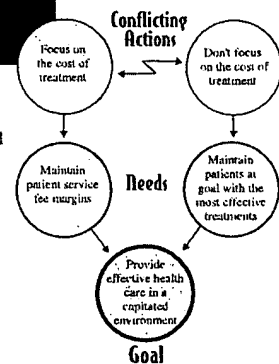 Conflicting
Actions
Focus on
the cost of
treatment
Don't focus
on the cost of
treatment
Maintain
patient service
fee margins
Needs
Maintain
patients at
goal with the
most effective
treatments
Provide
effective health
care in a
capitated
environment
Goal